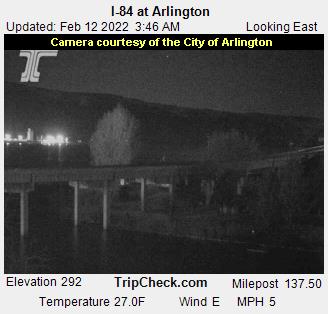 I-84 at Arlington
Updated: Feb 12 2022 3:46 AM Looking East
Camera courtesy of the City of Arlington
Elevation 292 TripCheck.com Milepost 137.50
Temperature 27.0F Wind E MPH 5